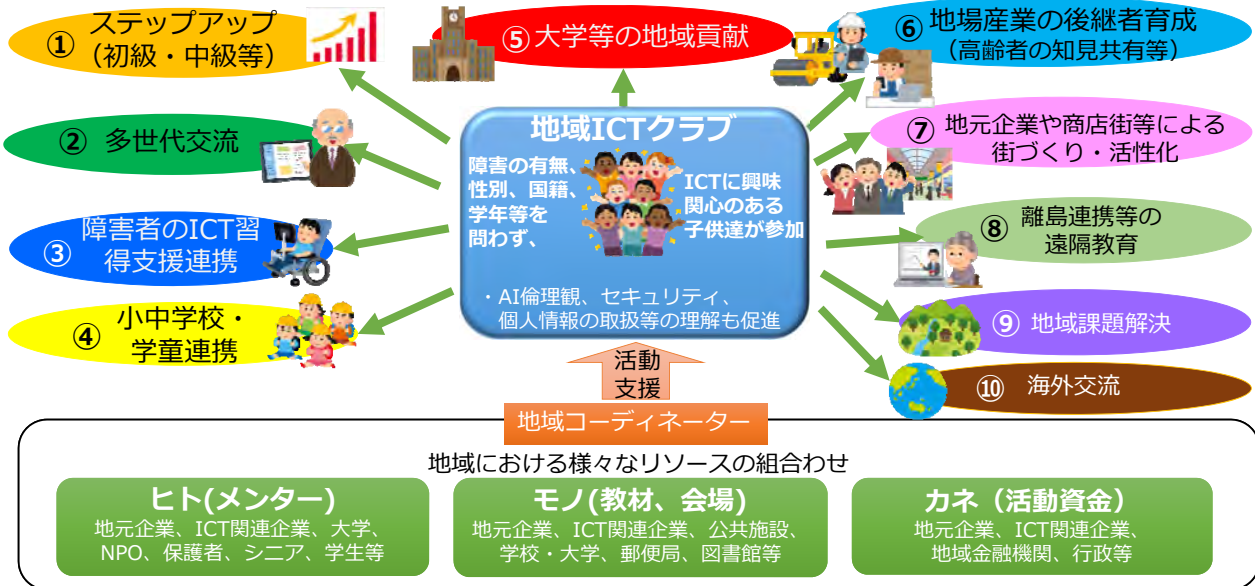 ① ステップアップ
（初級・中級等）
② 多世代交流
③ 障害者のICT習
得支援連携
④ 小中学校・
学童連携
⑤大学等の地域貢献
⑥ 地場産業の後継者育成
（高齢者の知見共有等）
⑦ 地元企業や商店街等による
街づくり・活性化
⑧ 離島連携等の
遠隔教育
⑨ 地域課題解決
⑩ 海外交流
地域ICTクラブ
障害の有無、
性別、国籍、
学年等を
問わず、
ICTに興味
関心のある
子供達が参加
・AI倫理観、セキュリティ、
個人情報の取扱等の理解も促進
活動
支援
地域コーディネーター
地域における様々なリソースの組合わせ
ヒト(メンター)
地元企業、ICT関連企業、大学、
NPO、保護者、シニア、学生等
モノ(教材、会場)
地元企業、ICT関連企業、公共施設、
学校・大学、郵便局、図書館等
カネ（活動資金）
地元企業、ICT関連企業、
地域金融機関、行政等